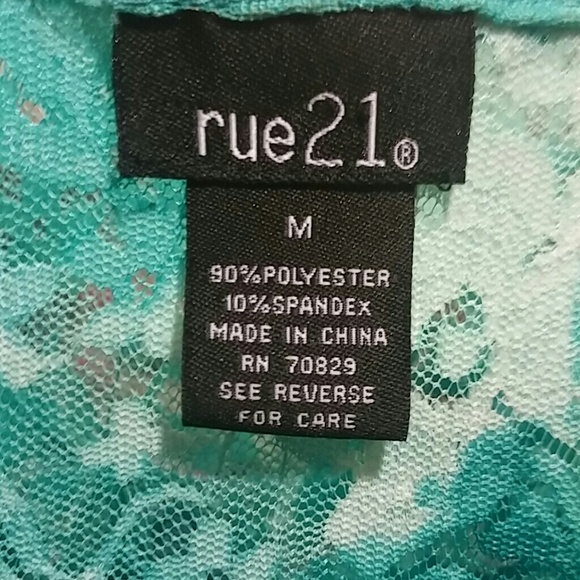 rue21®
M
90%POLYESTER
10%SPANDEX
MADE IN CHINA
RN 70829
SEE REVERSE
FOR CARE